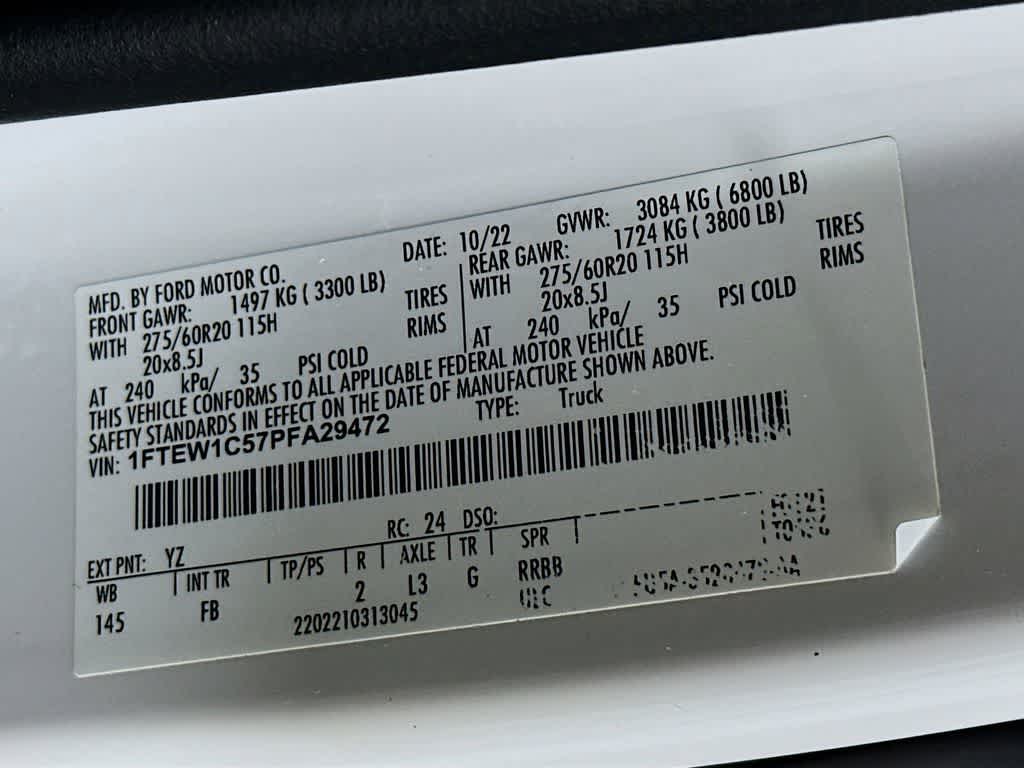 MFD. BY FORD MOTOR CO.
DATE: 10/22
GVWR: 3084 KG ( 6800 LB)
FRONT GAWR: 1497 KG ( 3300 LB)
WITH 275/60R20 115H TIRES
20x8.5J RIMS
AT 240 kPa/ 35 PSI COLD
REAR GAWR: 1724 KG ( 3800 LB)
WITH 275/60R20 115H TIRES
20x8.5J RIMS
AT 240 kPa/ 35 PSI COLD
THIS VEHICLE CONFORMS TO ALL APPLICABLE FEDERAL MOTOR VEHICLE
SAFETY STANDARDS IN EFFECT ON THE DATE OF MANUFACTURE SHOWN ABOVE.
VIN: 1FTEW1C57PFA29472 TYPE: Truck
EXT PNT: YZ RC: 24 DSO:
WB INT TR TP/PS R AXLE TR SPR
145 FB 2 L3 G RRBB
2202210313045 ULC